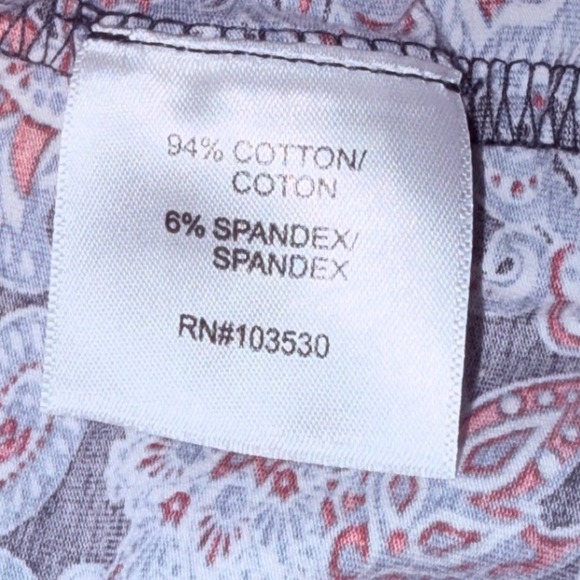 94% COTTON/
COTON
6% SPANDEX/
SPANDEX
RN#103530